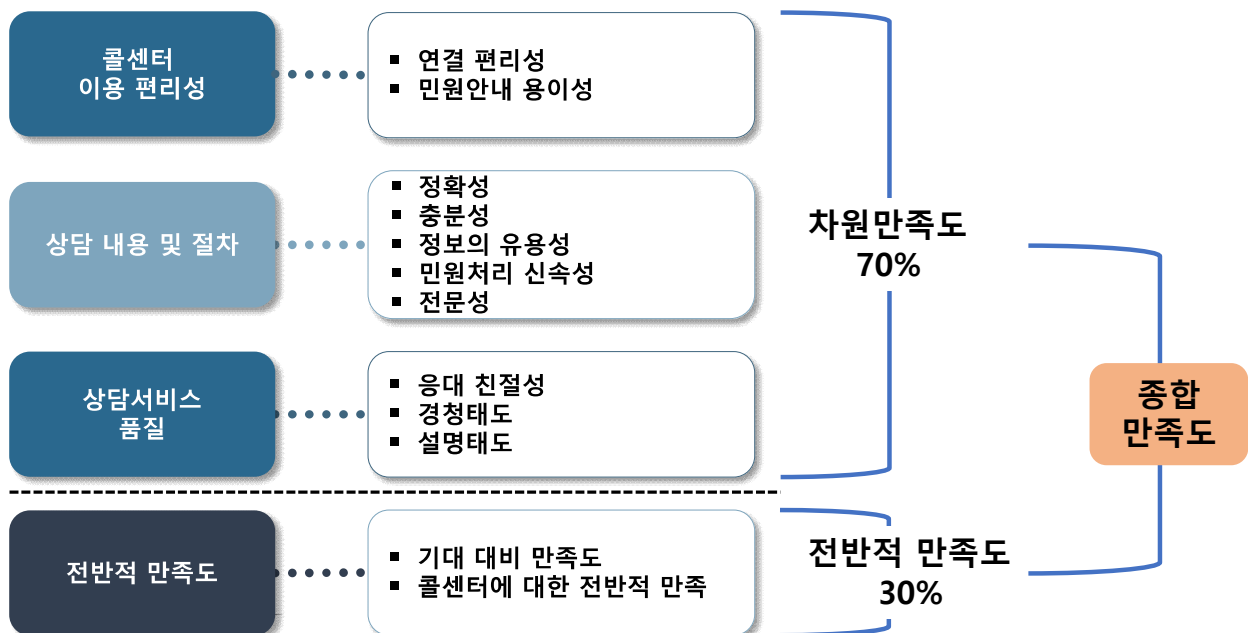 콜센터
이용 편리성
▪ 연결 편리성
▪ 민원안내 용이성
상담 내용 및 절차
▪ 정확성
▪ 충분성
▪ 정보의 유용성
▪ 민원처리 신속성
▪ 전문성
상담서비스
품질
▪ 응대 친절성
▪ 경청태도
▪ 설명태도
차원만족도
70%
전반적 만족도
▪ 기대 대비 만족도
▪ 콜센터에 대한 전반적 만족
전반적 만족도
30%
종합
만족도